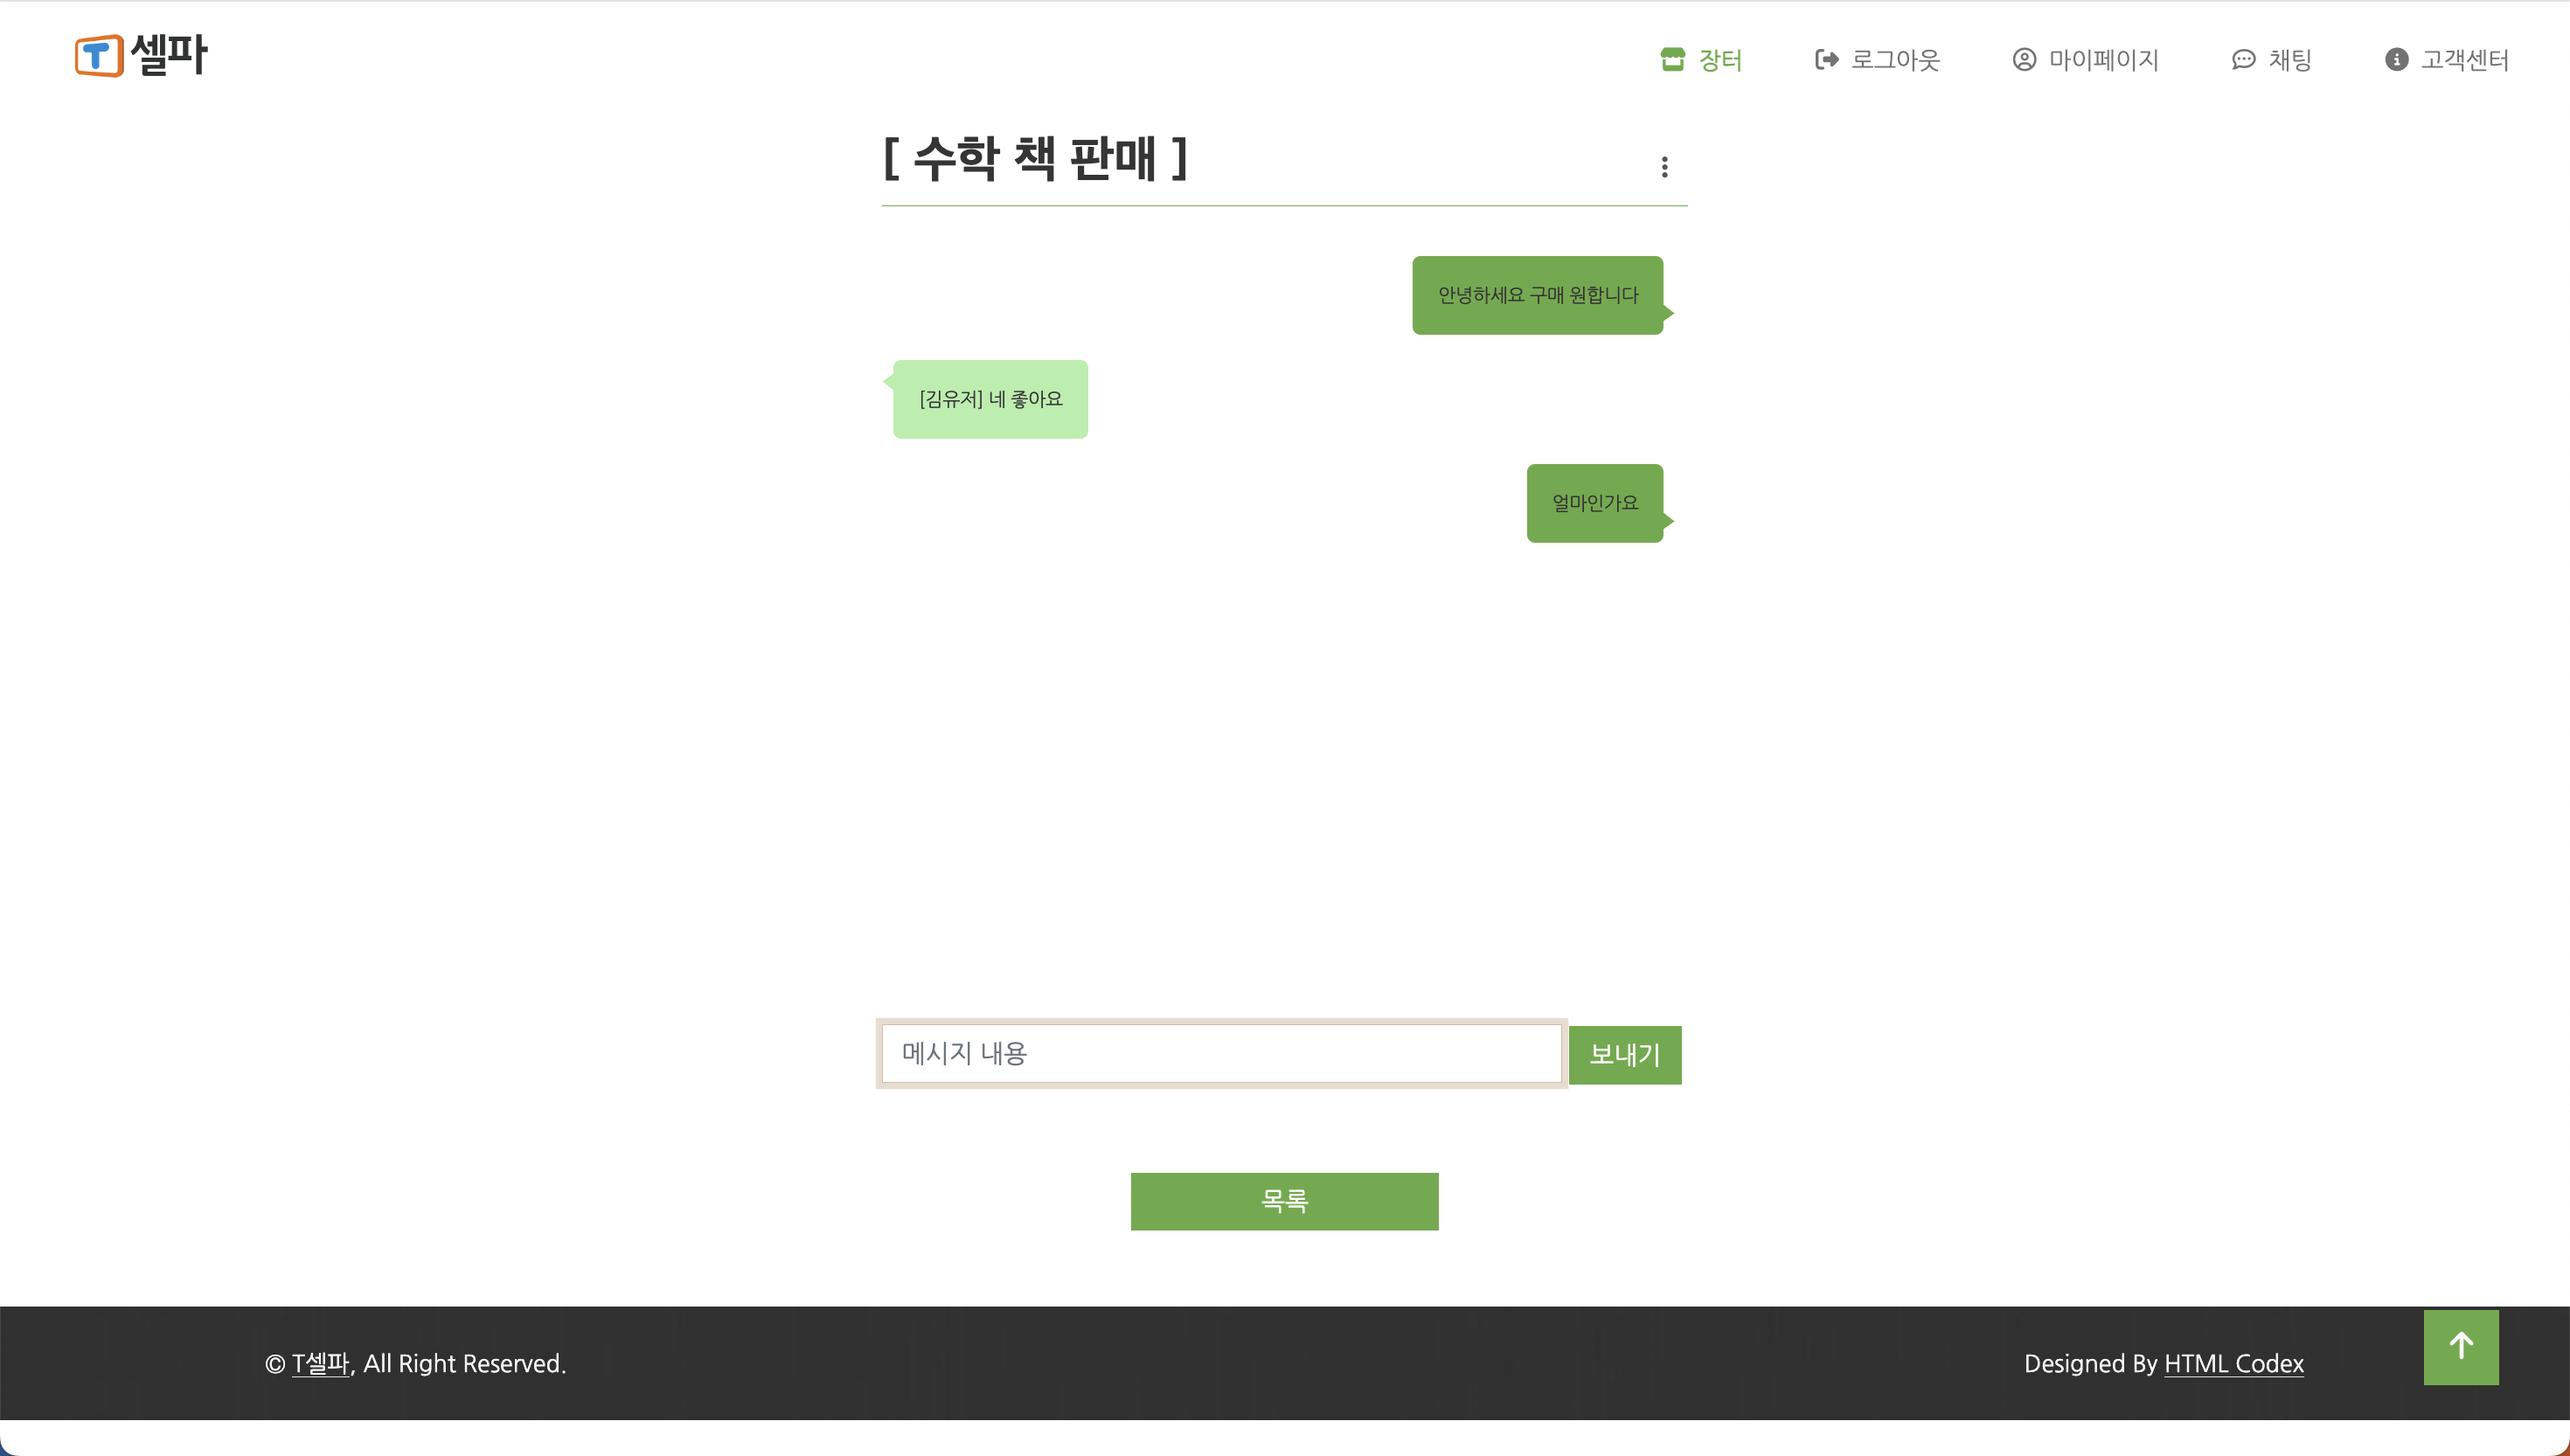 T셀파
장터 로그아웃 마이페이지 채팅 고객센터
[ 수학 책 판매 ]
안녕하세요 구매 원합니다
[김유저] 네 좋아요
얼마인가요
메시지 내용
보내기
목록
© T셀파, All Right Reserved.
Designed By HTML Codex